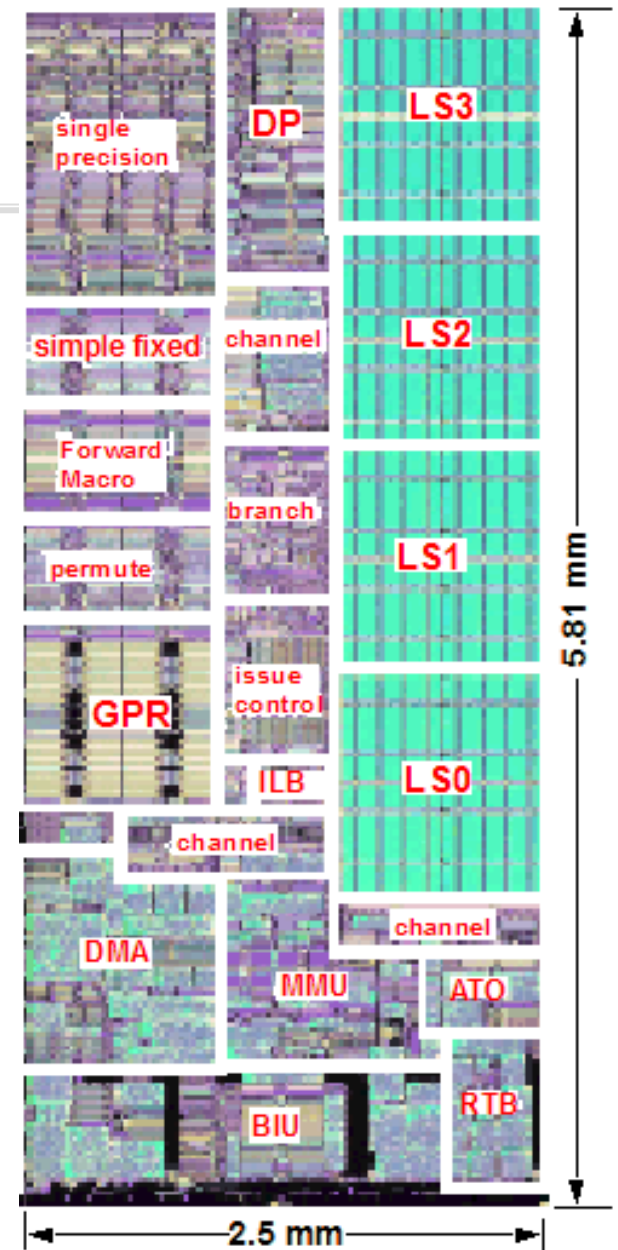 single
precision
DP
LS3
simple fixed
channel
LS2
Forward
Macro
branch
LS1
permute
GPR
issue
control
LS0
ILB
channel
channel
DMA
MMU
ATO
BIU
RTB
5.81 mm
2.5 mm